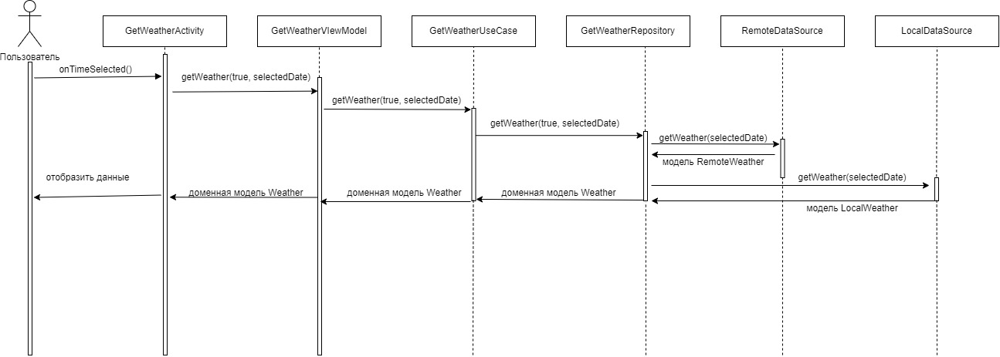 GetWeatherActivity
GetWeatherVIewModel
GetWeatherUseCase
GetWeatherRepository
RemoteDataSource
LocalDataSource
Пользователь
onTimeSelected()
getWeather(true, selectedDate)
getWeather(true, selectedDate)
getWeather(true, selectedDate)
getWeather(selectedDate)
модель RemoteWeather
getWeather(selectedDate)
отобразить данные
доменная модель Weather
доменная модель Weather
доменная модель Weather
модель LocalWeather